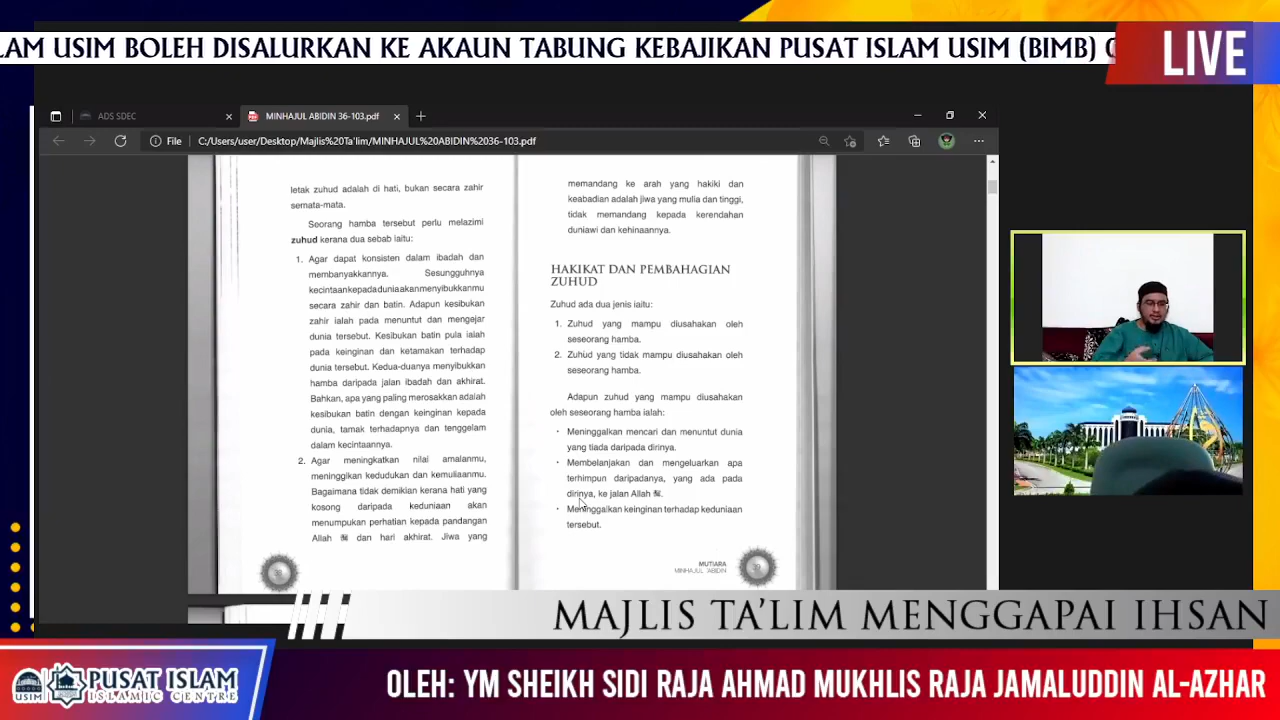 LAM USIM BOLEH DISALURKAN KE AKAUN TABUNG KEBAJIKAN PUSAT ISLAM USIM (BIMB)
LIVE
ADS SDEC
MINHAJUL ABIDIN 36-103.pdf
File
C:/Users/user/Desktop/Majlis%20Ta'lim/MINHAJUL%20ABIDIN%2036-103.pdf
letak zuhud adalah di hati, bukan secara zahir
semata-mata.
Seorang hamba tersebut perlu melazimi
zuhud kerana dua sebab iaitu:
1. Agar dapat konsisten dalam ibadah dan
membanyakkannya. Sesungguhnya
kecintaan kepada dunia akan menyibukkanmu
secara zahir dan batin. Adapun kesibukan
zahir ialah pada menuntut dan mengejar
dunia tersebut. Kesibukan batin pula ialah
pada keinginan dan ketamakan terhadap
dunia tersebut. Kedua-duanya menyibukkan
hamba daripada jalan ibadah dan akhirat.
Bahkan, apa yang paling merosakkan adalah
kesibukan batin dengan keinginan kepada
dunia, tamak terhadapnya dan tenggelam
dalam kecintaannya.
2. Agar meningkatkan nilai amalanmu,
meninggikan kedudukan dan kemuliaanmu.
Bagaimana tidak demikian kerana hati yang
kosong daripada keduniaan akan
menumpukan perhatian kepada pandangan
Allah ﷻ dan hari akhirat. Jiwa yang
38
memandang ke arah yang hakiki dan
keabadian adalah jiwa yang mulia dan tinggi,
tidak memandang kepada kerendahan
duniawi dan kehinaannya.
HAKIKAT DAN PEMBAHAGIAN
ZUHUD
Zuhud ada dua jenis iaitu:
1. Zuhud yang mampu diusahakan oleh
seseorang hamba.
2. Zuhud yang tidak mampu diusahakan oleh
seseorang hamba.
Adapun zuhud yang mampu diusahakan
oleh seseorang hamba ialah:
• Meninggalkan mencari dan menuntut dunia
yang tiada daripada dirinya.
• Membelanjakan dan mengeluarkan apa
terhimpun daripadanya, yang ada pada
dirinya, ke jalan Allah ﷻ.
• Meninggalkan keinginan terhadap keduniaan
tersebut.
MUTIARA
MINHAJUL 'ABIDIN
39
MAJLIS TA'LIM MENGGAPAI IHSAN
USIM
PUSAT ISLAM
ISLAMIC CENTRE
OLEH: YM SHEIKH SIDI RAJA AHMAD MUKHLIS RAJA JAMALUDDIN AL-AZHAR